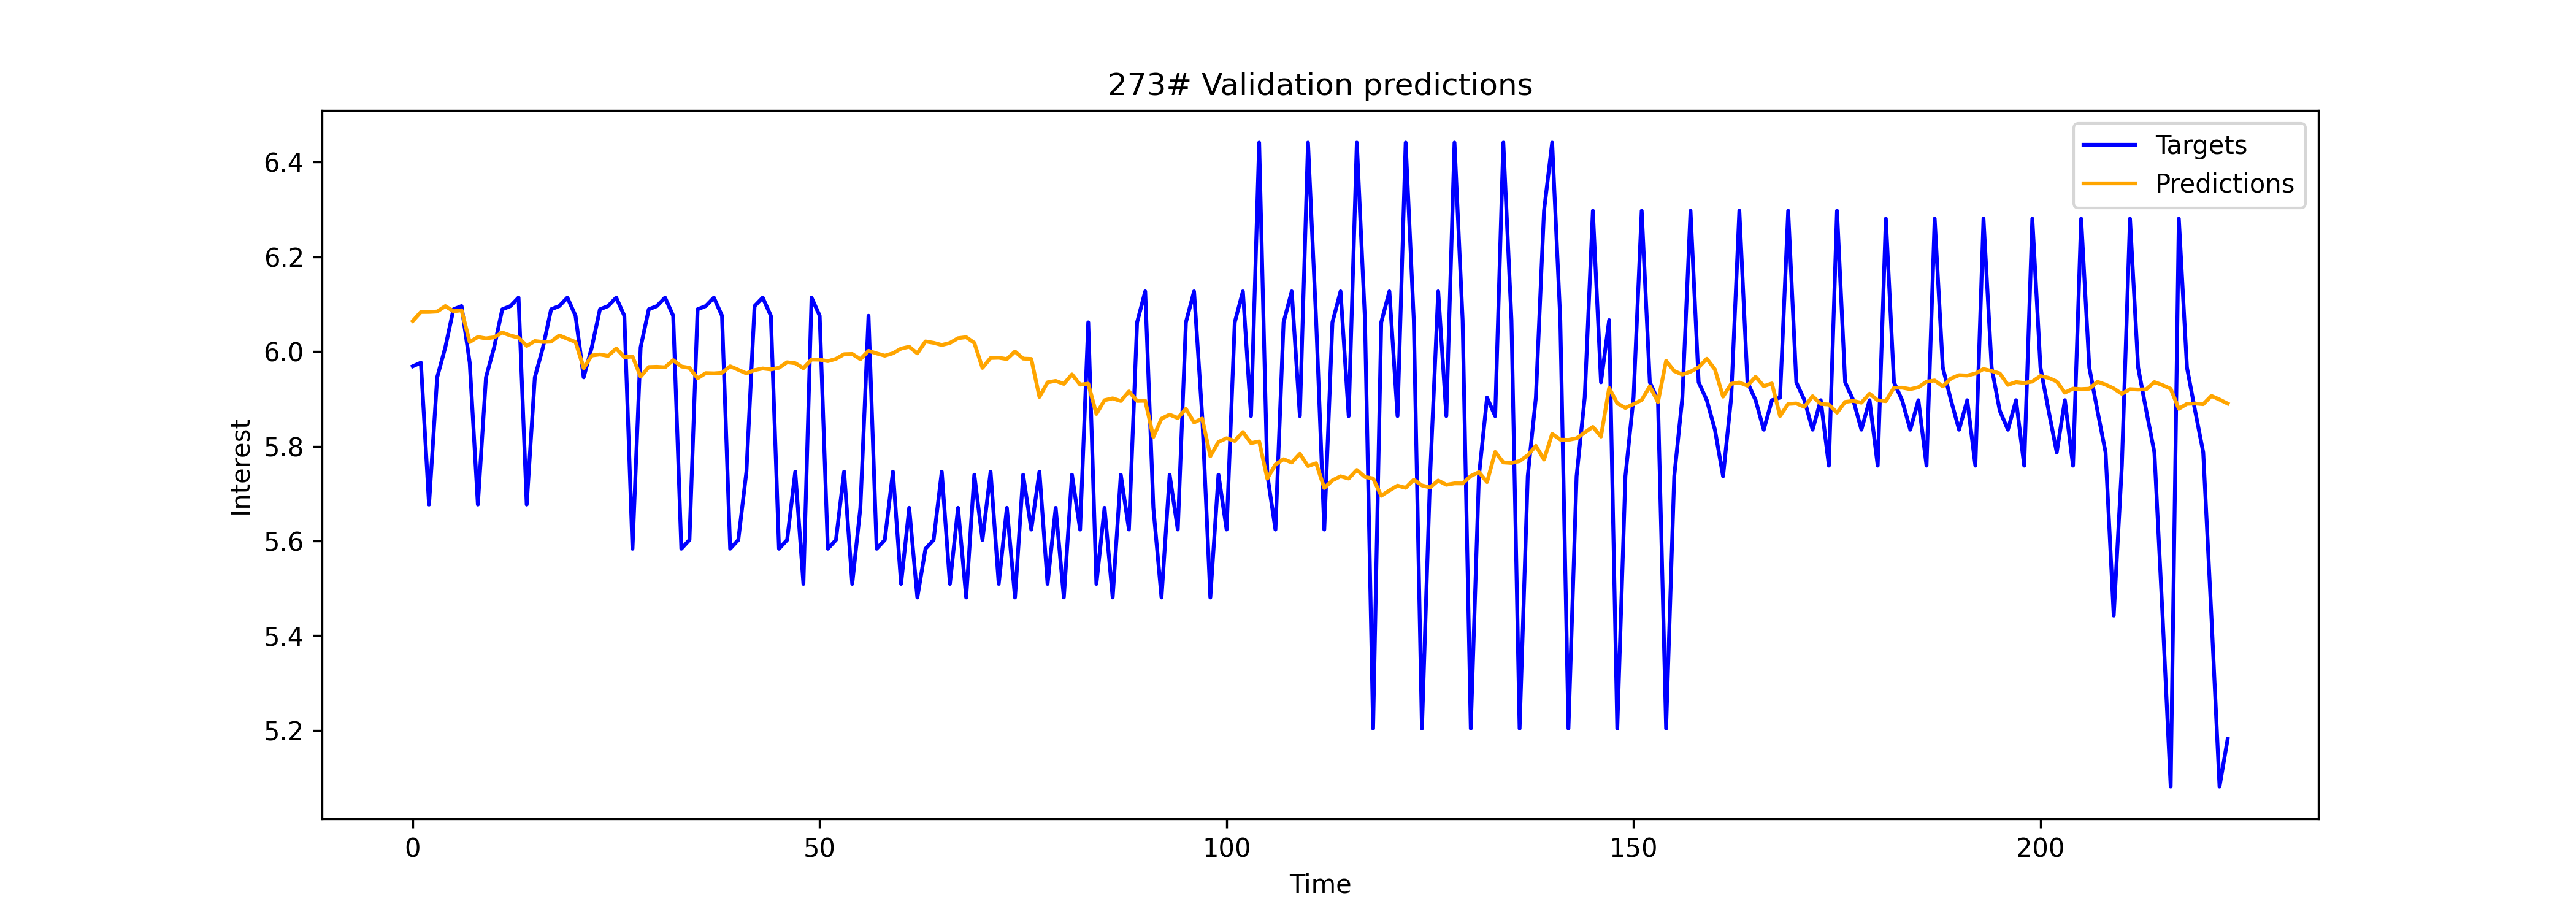 273# Validation predictions
Targets
Predictions
Interest
6.4
6.2
6.0
5.8
5.6
5.4
5.2
0
50
100
150
200
Time